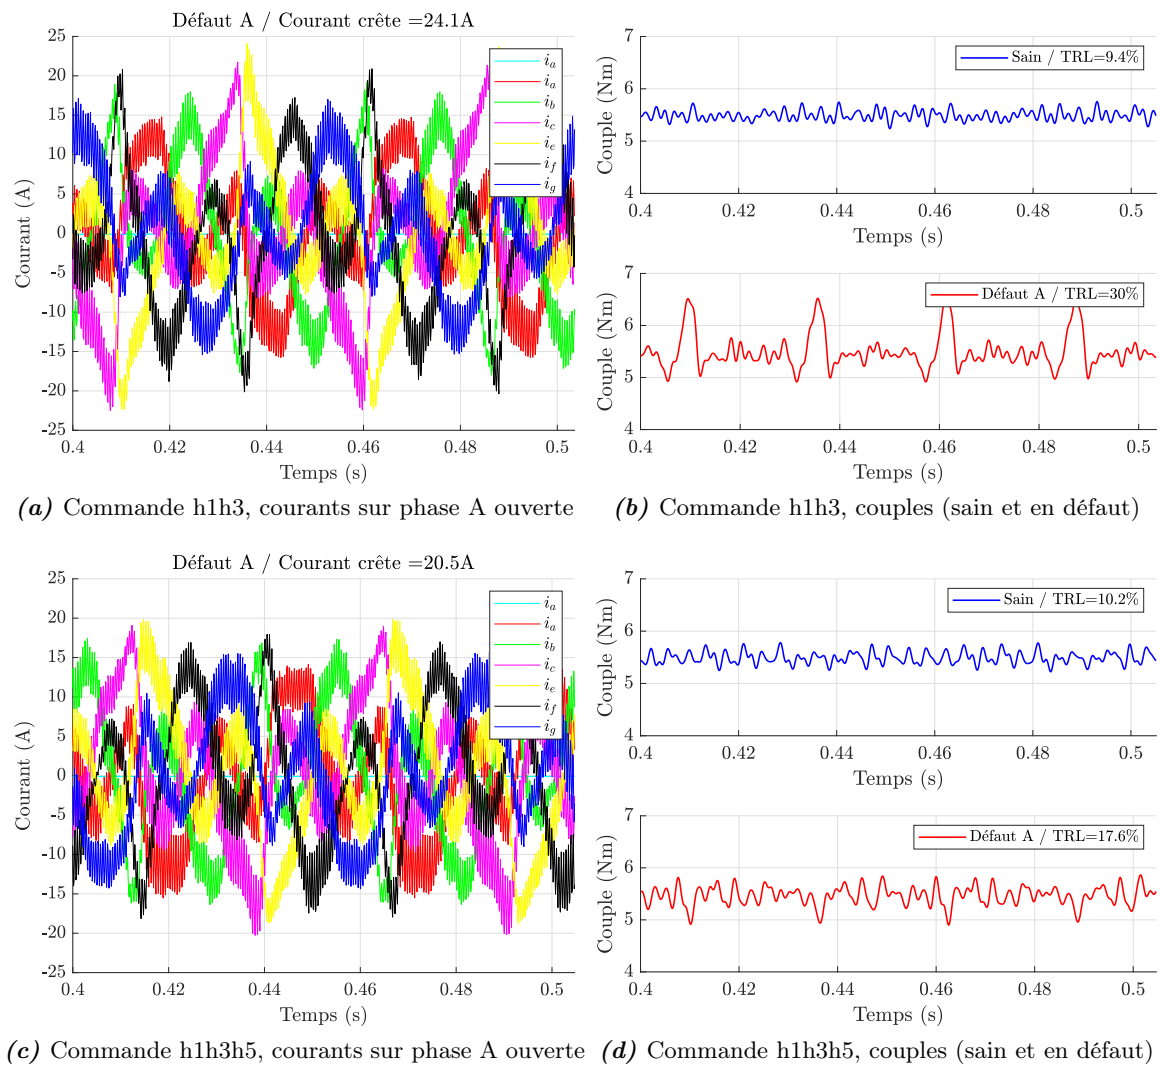 Défaut A / Courant crête =24.1A
Courant (A)
25
20
15
10
5
0
-5
-10
-15
-20
-25
0.4
0.42
0.44
0.46
0.48
0.5
Temps (s)
i_a
i_a
i_b
i_c
i_e
i_f
i_g
(a) Commande h1h3, courants sur phase A ouverte
Couple (Nm)
7
6
5
4
0.4
0.42
0.44
0.46
0.48
0.5
Temps (s)
Sain / TRL=9.4%
Couple (Nm)
7
6
5
4
0.4
0.42
0.44
0.46
0.48
0.5
Temps (s)
Défaut A / TRL=30%
(b) Commande h1h3, couples (sain et en défaut)
Défaut A / Courant crête =20.5A
Courant (A)
25
20
15
10
5
0
-5
-10
-15
-20
-25
0.4
0.42
0.44
0.46
0.48
0.5
Temps (s)
i_a
i_a
i_b
i_c
i_e
i_f
i_g
(c) Commande h1h3h5, courants sur phase A ouverte
Couple (Nm)
7
6
5
4
0.4
0.42
0.44
0.46
0.48
0.5
Temps (s)
Sain / TRL=10.2%
Couple (Nm)
7
6
5
4
0.4
0.42
0.44
0.46
0.48
0.5
Temps (s)
Défaut A / TRL=17.6%
(d) Commande h1h3h5, couples (sain et en défaut)